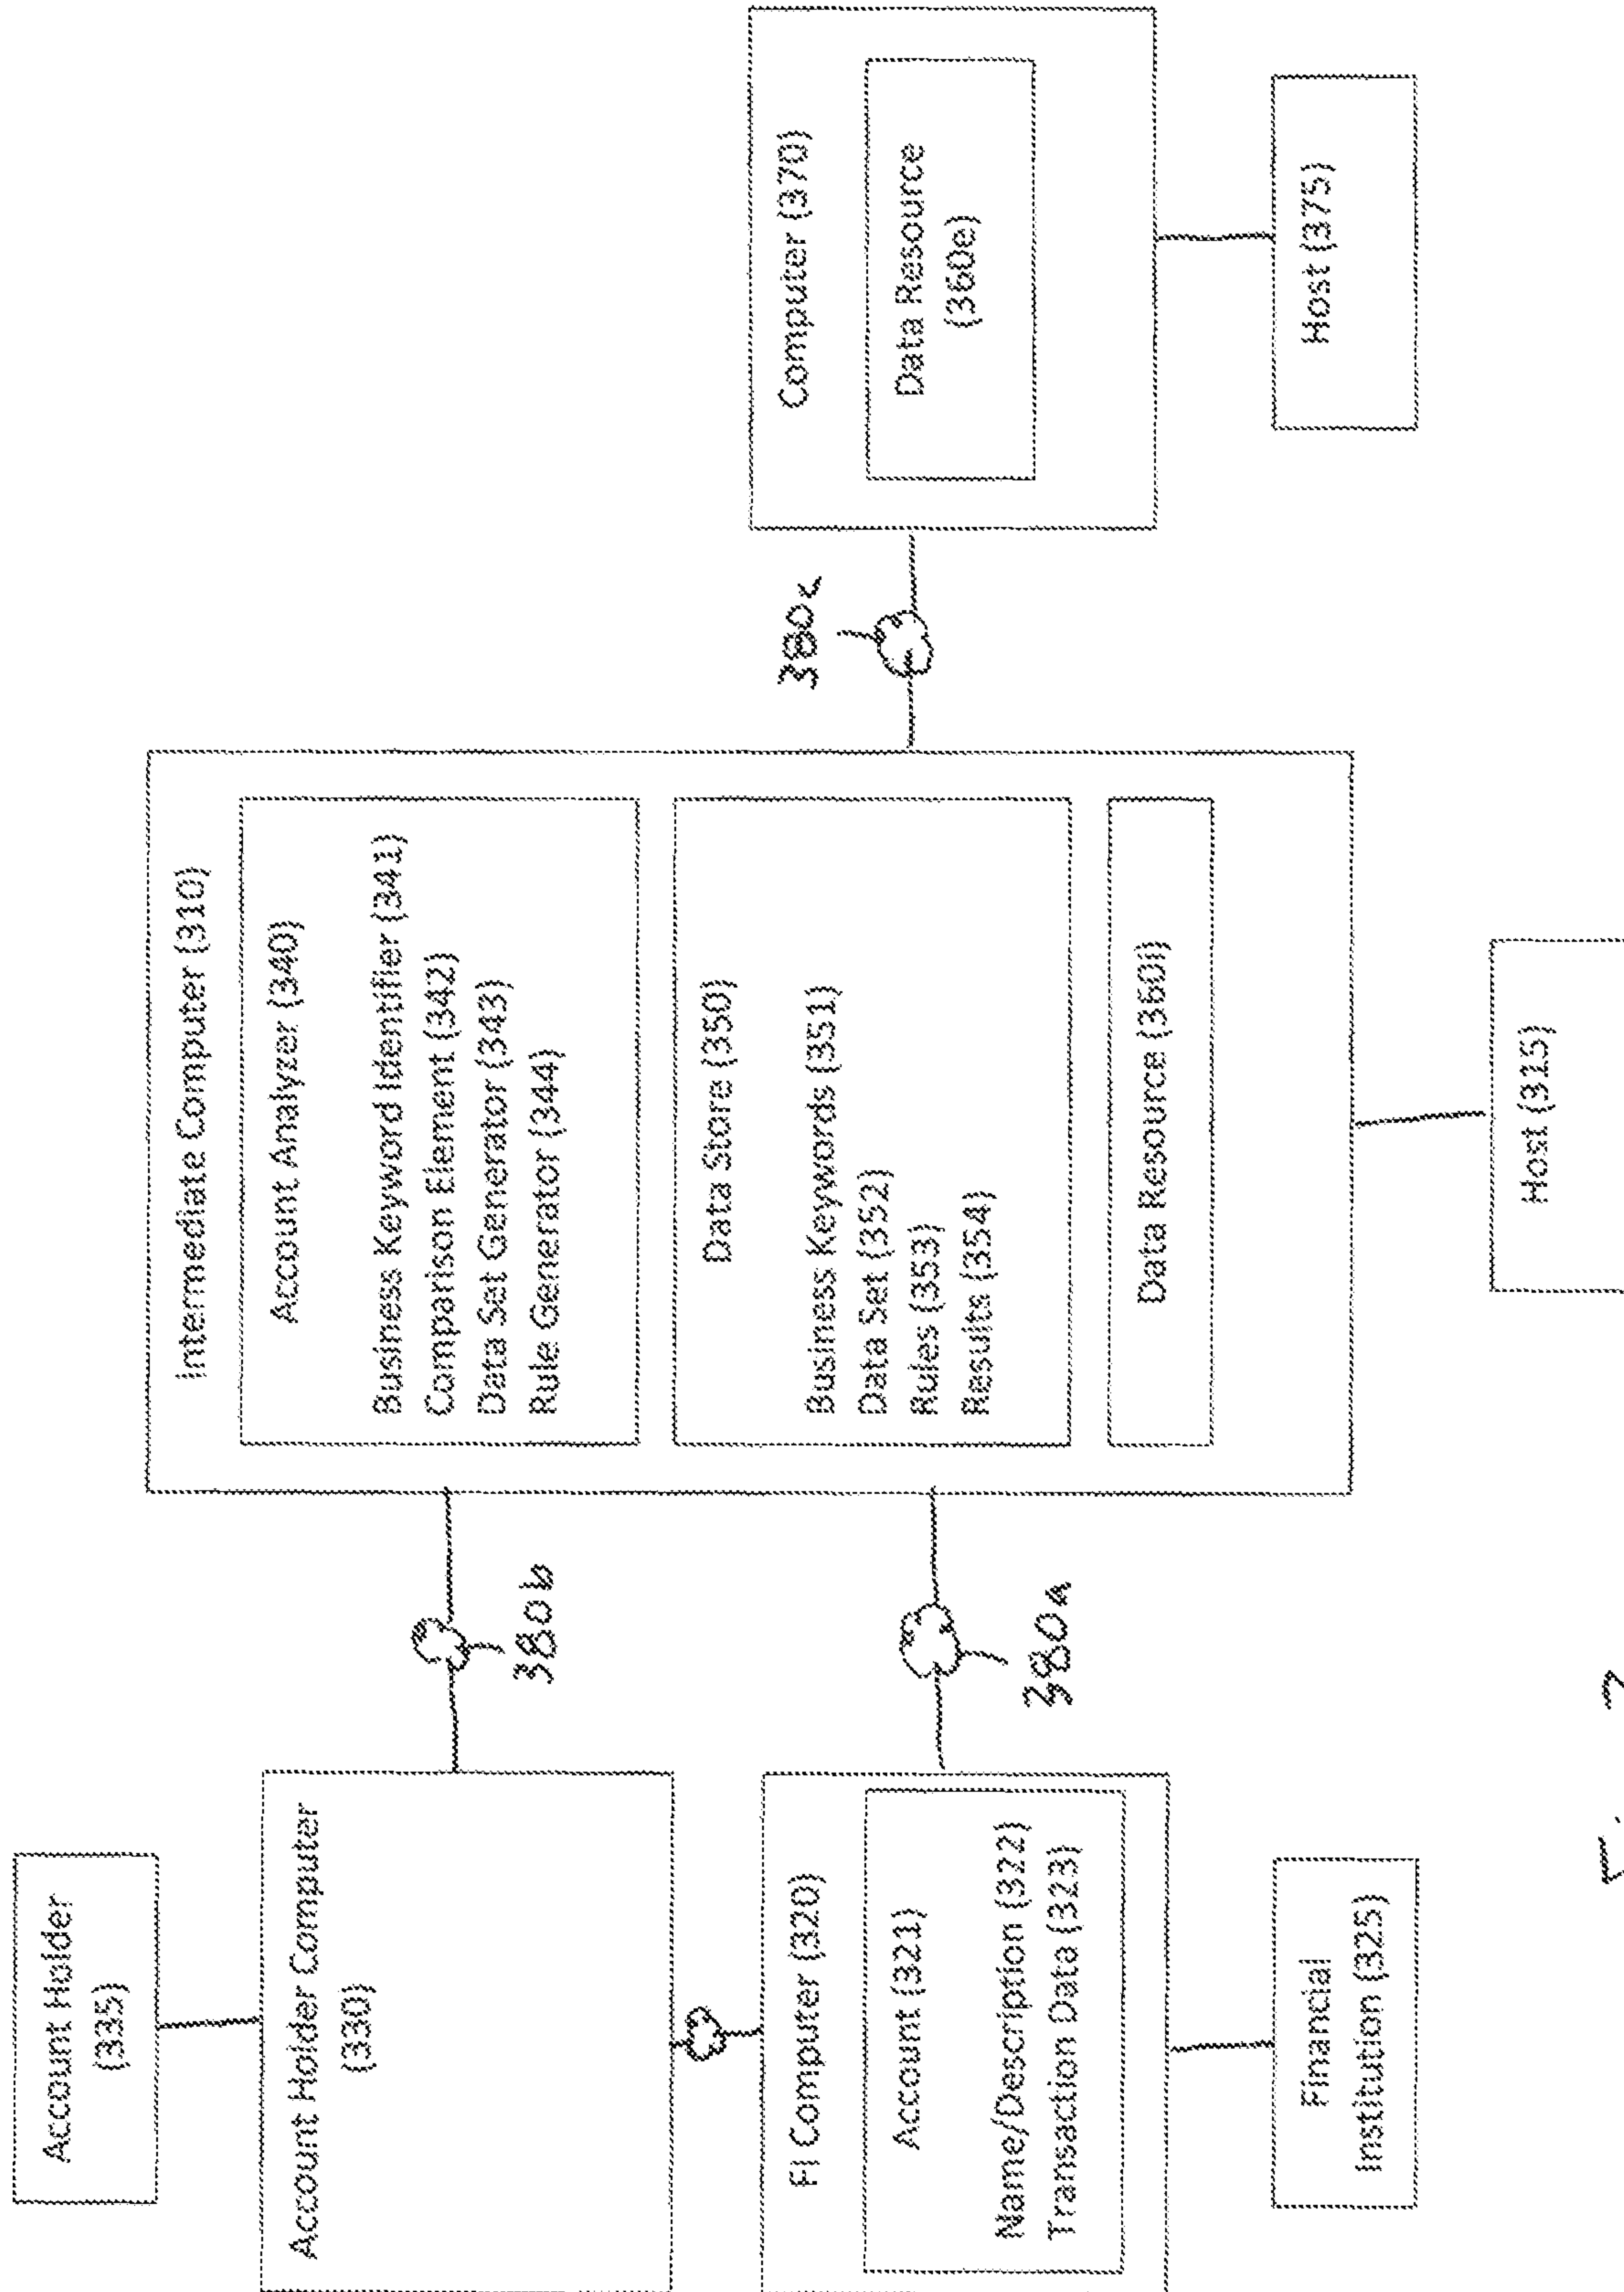 Account Holder
(335)
Account Holder Computer
(330)
FI Computer (320)
Account (321)
Name/Description (322)
Transaction Data (323)
Financial
Institution (325)
380b
380a
Intermediate Computer (310)
Account Analyzer (340)
Business Keyword Identifier (341)
Comparison Element (342)
Data Set Generator (343)
Rule Generator (344)
Data Store (350)
Business Keywords (351)
Data Set (352)
Rules (353)
Results (354)
Data Resource (360i)
Host (315)
380c
Computer (370)
Data Resource
(360e)
Host (375)